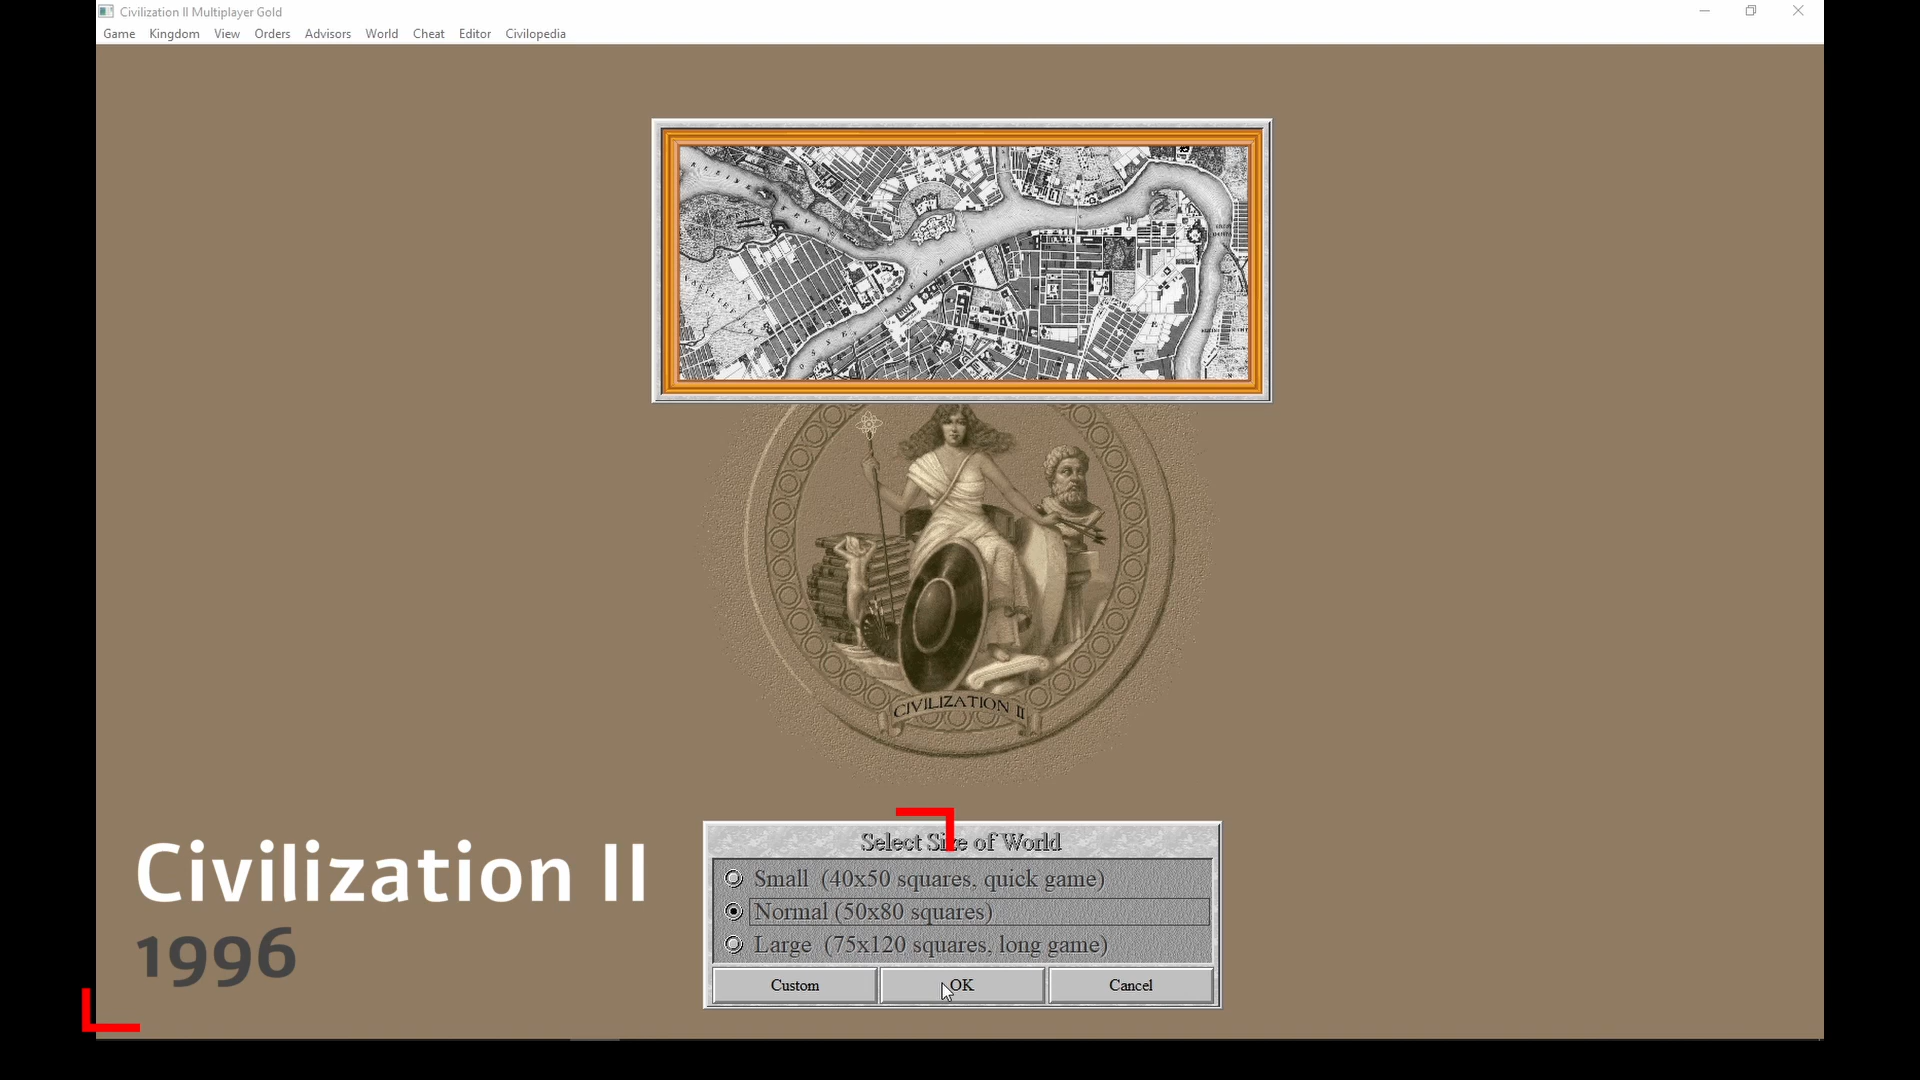 Civilization II Multiplayer Gold
Game Kingdom View Orders Advisors World Cheat Editor Civilopedia
NEVA
CIVILIZATION II
Civilization II
1996
Select Size of World
Small (40x50 squares, quick game)
Normal (50x80 squares)
Large (75x120 squares, long game)
Custom OK Cancel